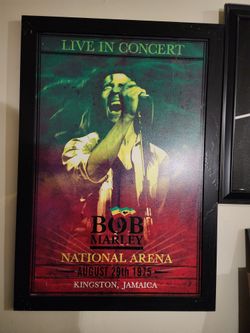 LIVE IN CONCERT
BOB
MARLEY
NATIONAL ARENA
AUGUST 29th 1975
KINGSTON, JAMAICA